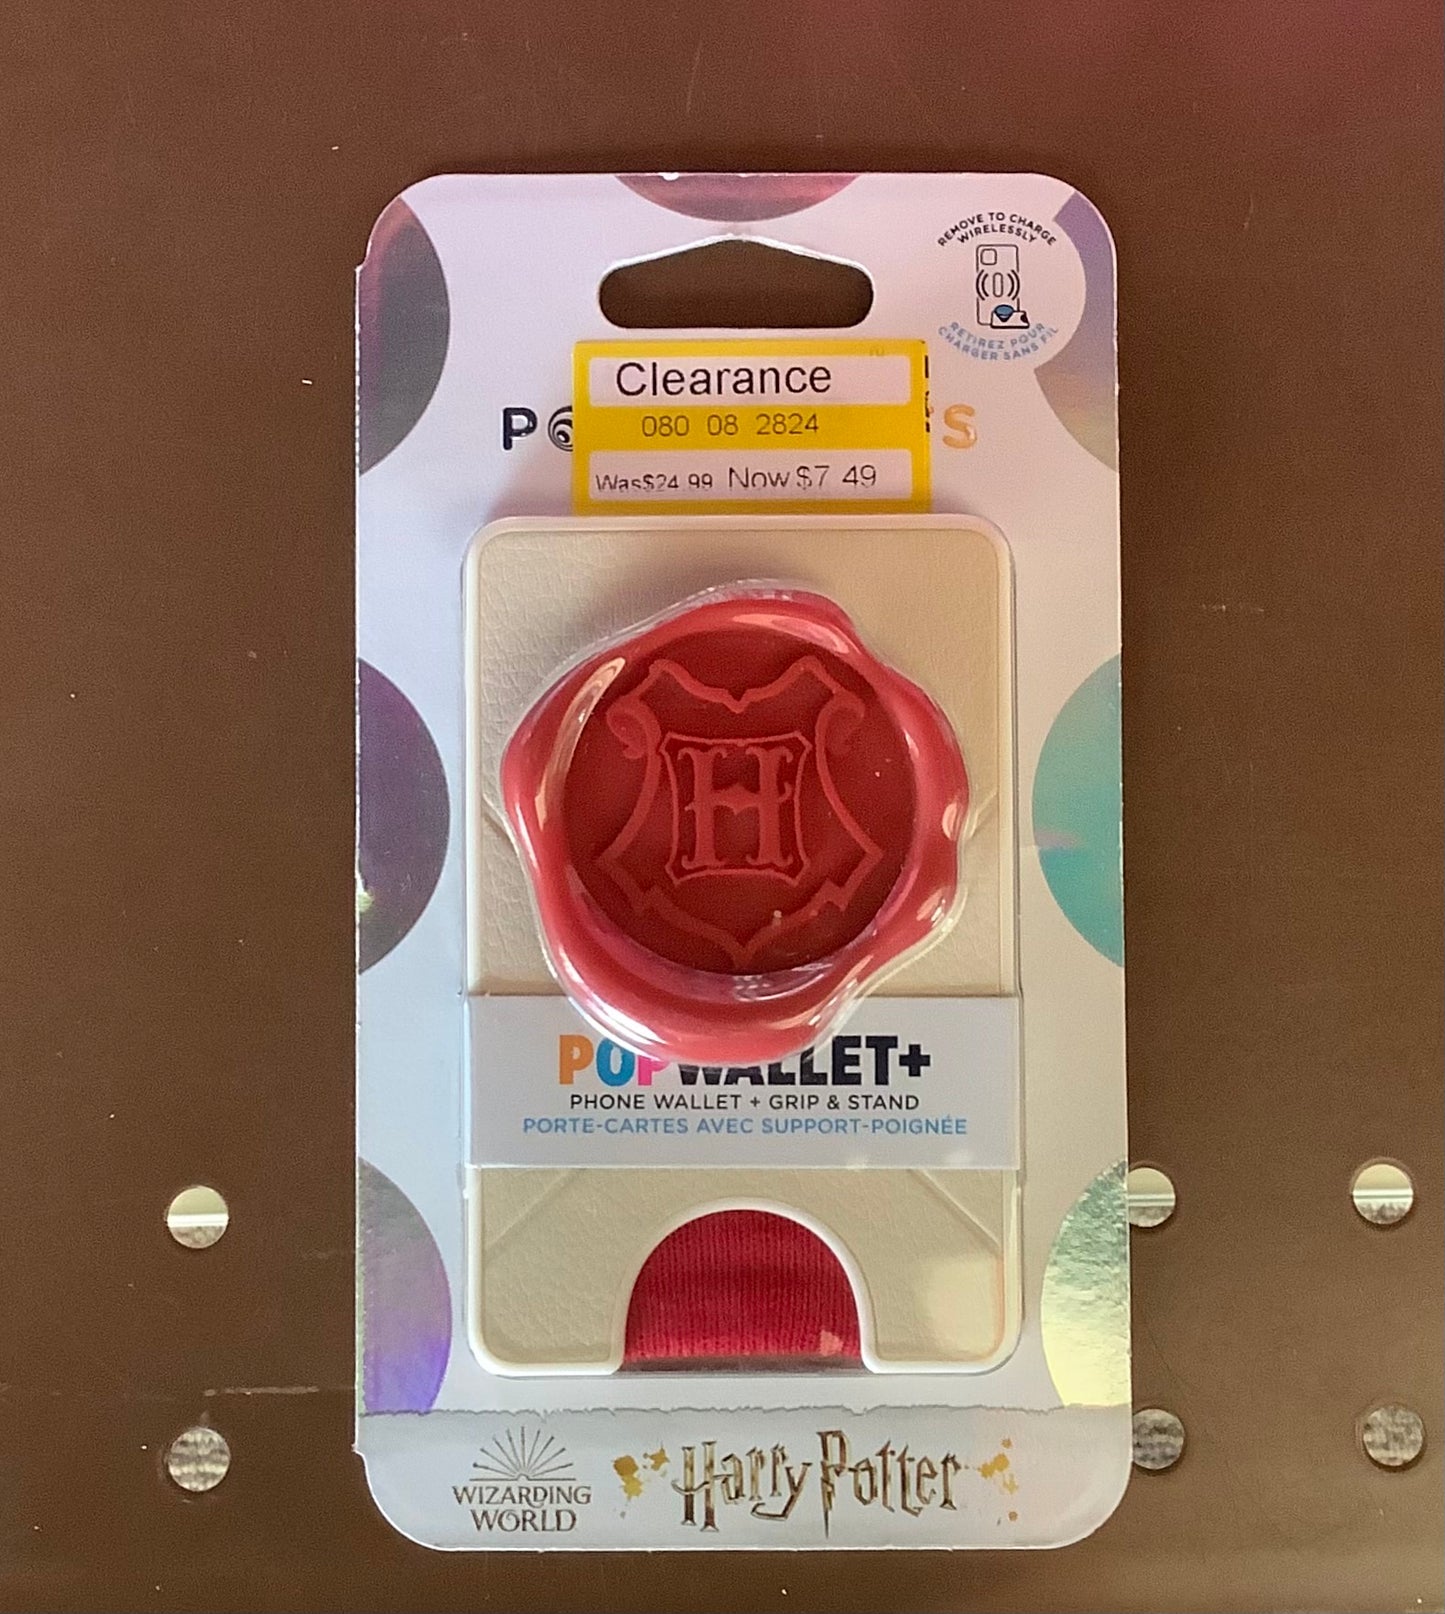 REMOVE TO CHARGE
WIRELESSLY
RETIREZ POUR
CHARGER SANS FIL
Clearance
080 08 2824
Was$24.99 Now $7 49
H
POPWALLET+
PHONE WALLET + GRIP & STAND
PORTE-CARTES AVEC SUPPORT-POIGNÉE
WIZARDING
WORLD
Harry Potter